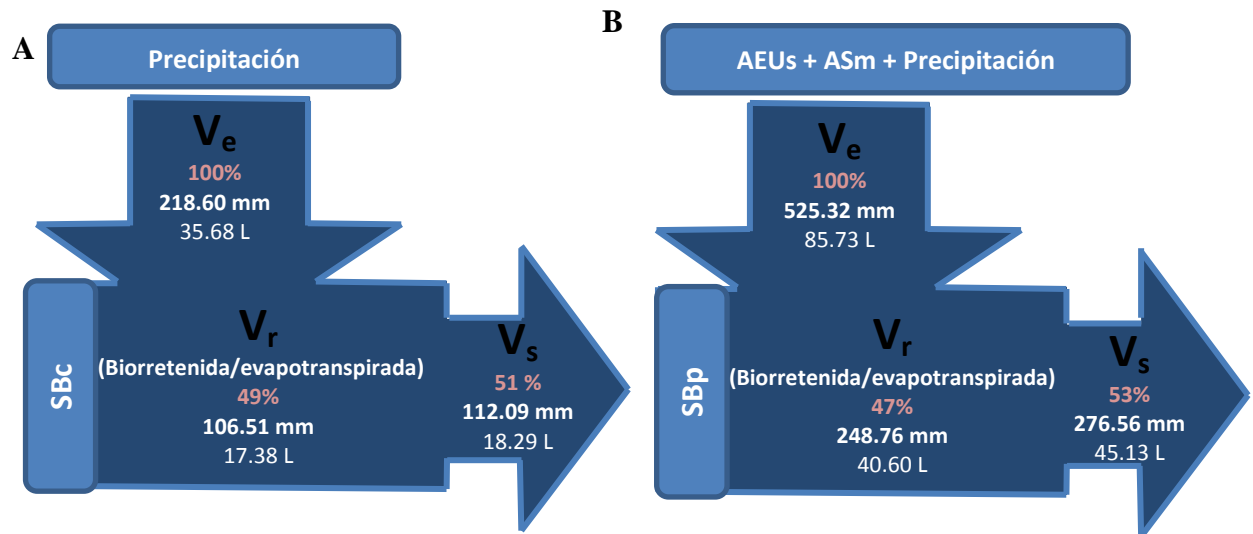 A
Precipitación
Ve
100%
218.60 mm
35.68 L
SBc
Vr
(Biorretenida/evapotranspirada)
49%
106.51 mm
17.38 L
Vs
51 %
112.09 mm
18.29 L
B
AEUs + ASm + Precipitación
Ve
100%
525.32 mm
85.73 L
SBp
Vr
(Biorretenida/evapotranspirada)
47%
248.76 mm
40.60 L
Vs
53%
276.56 mm
45.13 L